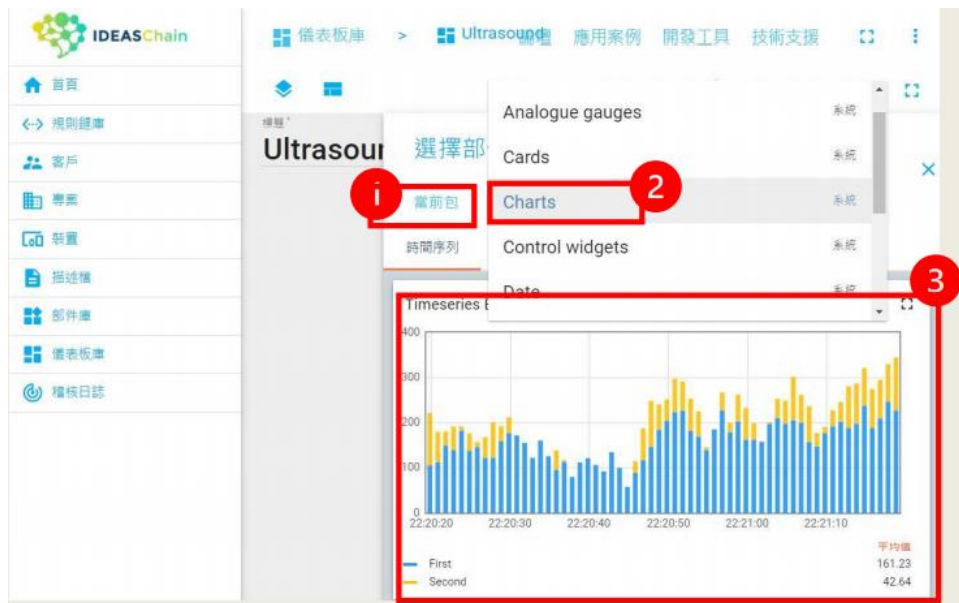 IDEASChain
儀表板庫 > Ultrasound
應用案例 開發工具 技術支援
首頁
規則鏈庫
客戶
專案
裝置
描述檔
部件庫
儀表板庫
稽核日誌
標題*
Ultrasour
選擇部
i
當前包
時間序列
Analogue gauges 系統
Cards 系統
Charts 系統
2
Control widgets 系統
Date 系統
3
Timeseries
400
300
200
100
0
22:20:20 22:20:30 22:20:40 22:20:50 22:21:00 22:21:10
平均值
First 161.23
Second 42.64